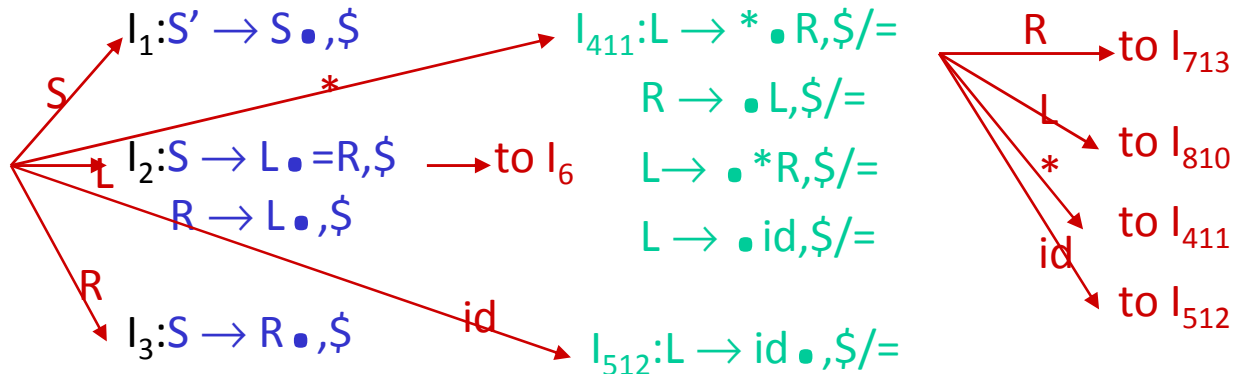 I₁:S' → S ●,$
S
*
L
I₂:S → L ●=R,$
to I₆
R → L ●,$
R
I₃:S → R ●,$
id
I₄₁₁:L → * ● R,$/=
R → ● L,$/=
L→ ● *R,$/=
L → ● id,$/=
I₅₁₂:L → id ●,$/=
R
to I₇₁₃
L
to I₈₁₀
*
to I₄₁₁
id
to I₅₁₂